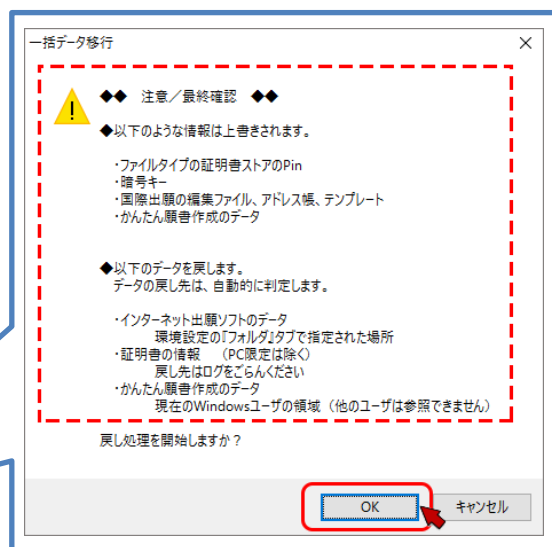 一括データ移行
◆◆ 注意／最終確認 ◆◆
◆以下のような情報は上書きされます。
・ファイルタイプの証明書ストアのPin
・暗号キー
・国際出願の編集ファイル、アドレス帳、テンプレート
・かんたん願書作成のデータ
◆以下のデータを戻します。
データの戻し先は、自動的に判定します。
・インターネット出願ソフトのデータ
環境設定の『フォルダ』タブで指定された場所
・証明書の情報 （PC限定は除く）
戻し先はログをごらんください
・かんたん願書作成のデータ
現在のWindowsユーザの領域（他のユーザは参照できません）
戻し処理を開始しますか？
OK キャンセル